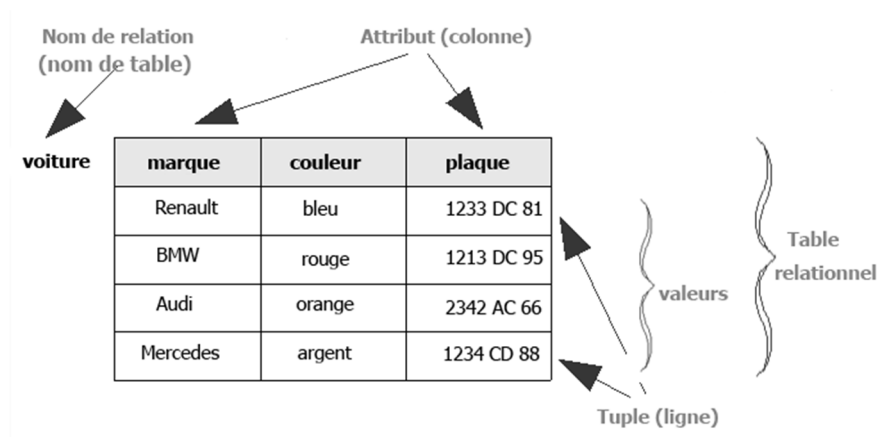 Nom de relation
(nom de table)
Attribut (colonne)
voiture
marque couleur plaque
Renault bleu 1233 DC 81
BMW rouge 1213 DC 95
Audi orange 2342 AC 66
Mercedes argent 1234 CD 88
valeurs
Table
relationnel
Tuple (ligne)